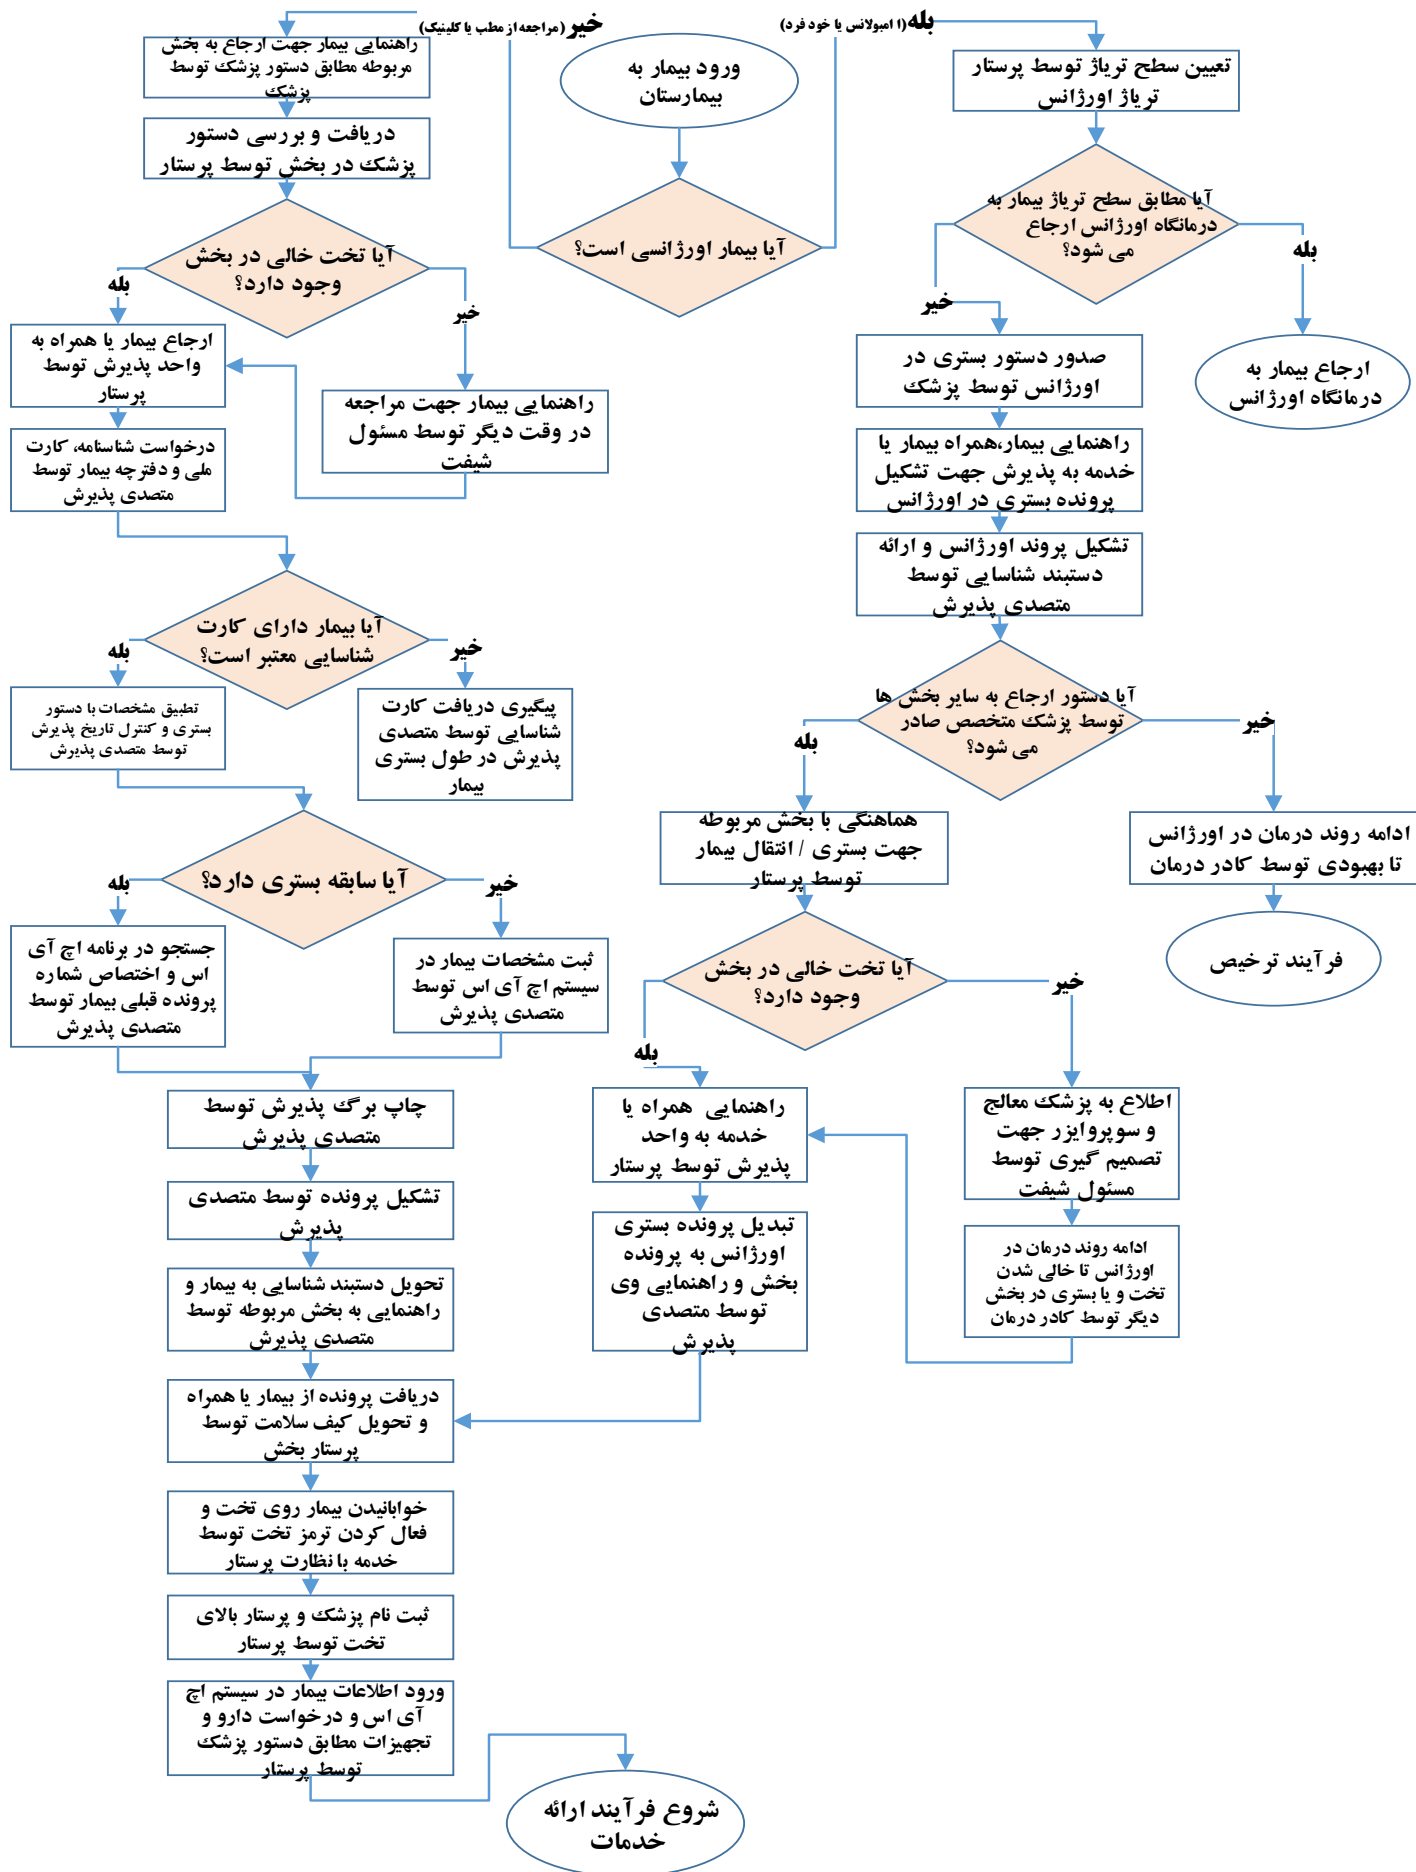 خیر(مراجعه از مطب یا کلینیک)
بله(ا امبولانس یا خود فرد)
ورود بیمار به
بیمارستان
آیا بیمار اورژانسی است؟
تعیین سطح تریاژ توسط پرستار
تریاژ اورژانس
آیا مطابق سطح تریاژ بیمار به
درمانگاه اورژانس ارجاع
می شود؟
بله
خیر
ارجاع بیمار به
درمانگاه اورژانس
صدور دستور بستری در
اورژانس توسط پزشک
راهنمایی بیمار،همراه بیمار یا
خدمه به پذیرش جهت تشکیل
پرونده بستری در اورژانس
تشکیل پروند اورژانس و ارائه
دستبند شناسایی توسط
متصدی پذیرش
آیا دستور ارجاع به سایر بخش ها
توسط پزشک متخصص صادر
می شود؟
خیر
بله
ادامه روند درمان در اورژانس
تا بهبودی توسط کادر درمان
فرآیند ترخیص
هماهنگی با بخش مربوطه
جهت بستری / انتقال بیمار
توسط پرستار
آیا تخت خالی در بخش
وجود دارد؟
خیر
بله
اطلاع به پزشک معالج
و سوپروایزر جهت
تصمیم گیری توسط
مسئول شیفت
ادامه روند درمان در
اورژانس تا خالی شدن
تخت و یا بستری در بخش
دیگر توسط کادر درمان
راهنمایی همراه یا
خدمه به واحد
پذیرش توسط پرستار
تبدیل پرونده بستری
اورژانس به پرونده
بخش و راهنمایی وی
توسط متصدی
پذیرش
راهنمایی بیمار جهت ارجاع به بخش
مربوطه مطابق دستور پزشک توسط
پزشک
دریافت و بررسی دستور
پزشک در بخش توسط پرستار
آیا تخت خالی در بخش
وجود دارد؟
بله
خیر
ارجاع بیمار یا همراه به
واحد پذیرش توسط
پرستار
راهنمایی بیمار جهت مراجعه
در وقت دیگر توسط مسئول
شیفت
درخواست شناسنامه، کارت
ملی و دفترچه بیمار توسط
متصدی پذیرش
آیا بیمار دارای کارت
شناسایی معتبر است؟
بله
خیر
تطبیق مشخصات با دستور
بستری و کنترل تاریخ پذیرش
توسط متصدی پذیرش
پیگیری دریافت کارت
شناسایی توسط متصدی
پذیرش در طول بستری
بیمار
آیا سابقه بستری دارد؟
بله
خیر
جستجو در برنامه اچ آی
اس و اختصاص شماره
پرونده قبلی بیمار توسط
متصدی پذیرش
ثبت مشخصات بیمار در
سیستم اچ آی اس توسط
متصدی پذیرش
چاپ برگ پذیرش توسط
متصدی پذیرش
تشکیل پرونده توسط متصدی
پذیرش
تحویل دستبند شناسایی به بیمار و
راهنمایی به بخش مربوطه توسط
متصدی پذیرش
دریافت پرونده از بیمار یا همراه
و تحویل کیف سلامت توسط
پرستار بخش
خوابانیدن بیمار روی تخت و
فعال کردن ترمز تخت توسط
خدمه با نظارت پرستار
ثبت نام پزشک و پرستار بالای
تخت توسط پرستار
ورود اطلاعات بیمار در سیستم اچ
آی اس و درخواست دارو و
تجهیزات مطابق دستور پزشک
توسط پرستار
شروع فرآیند ارائه
خدمات